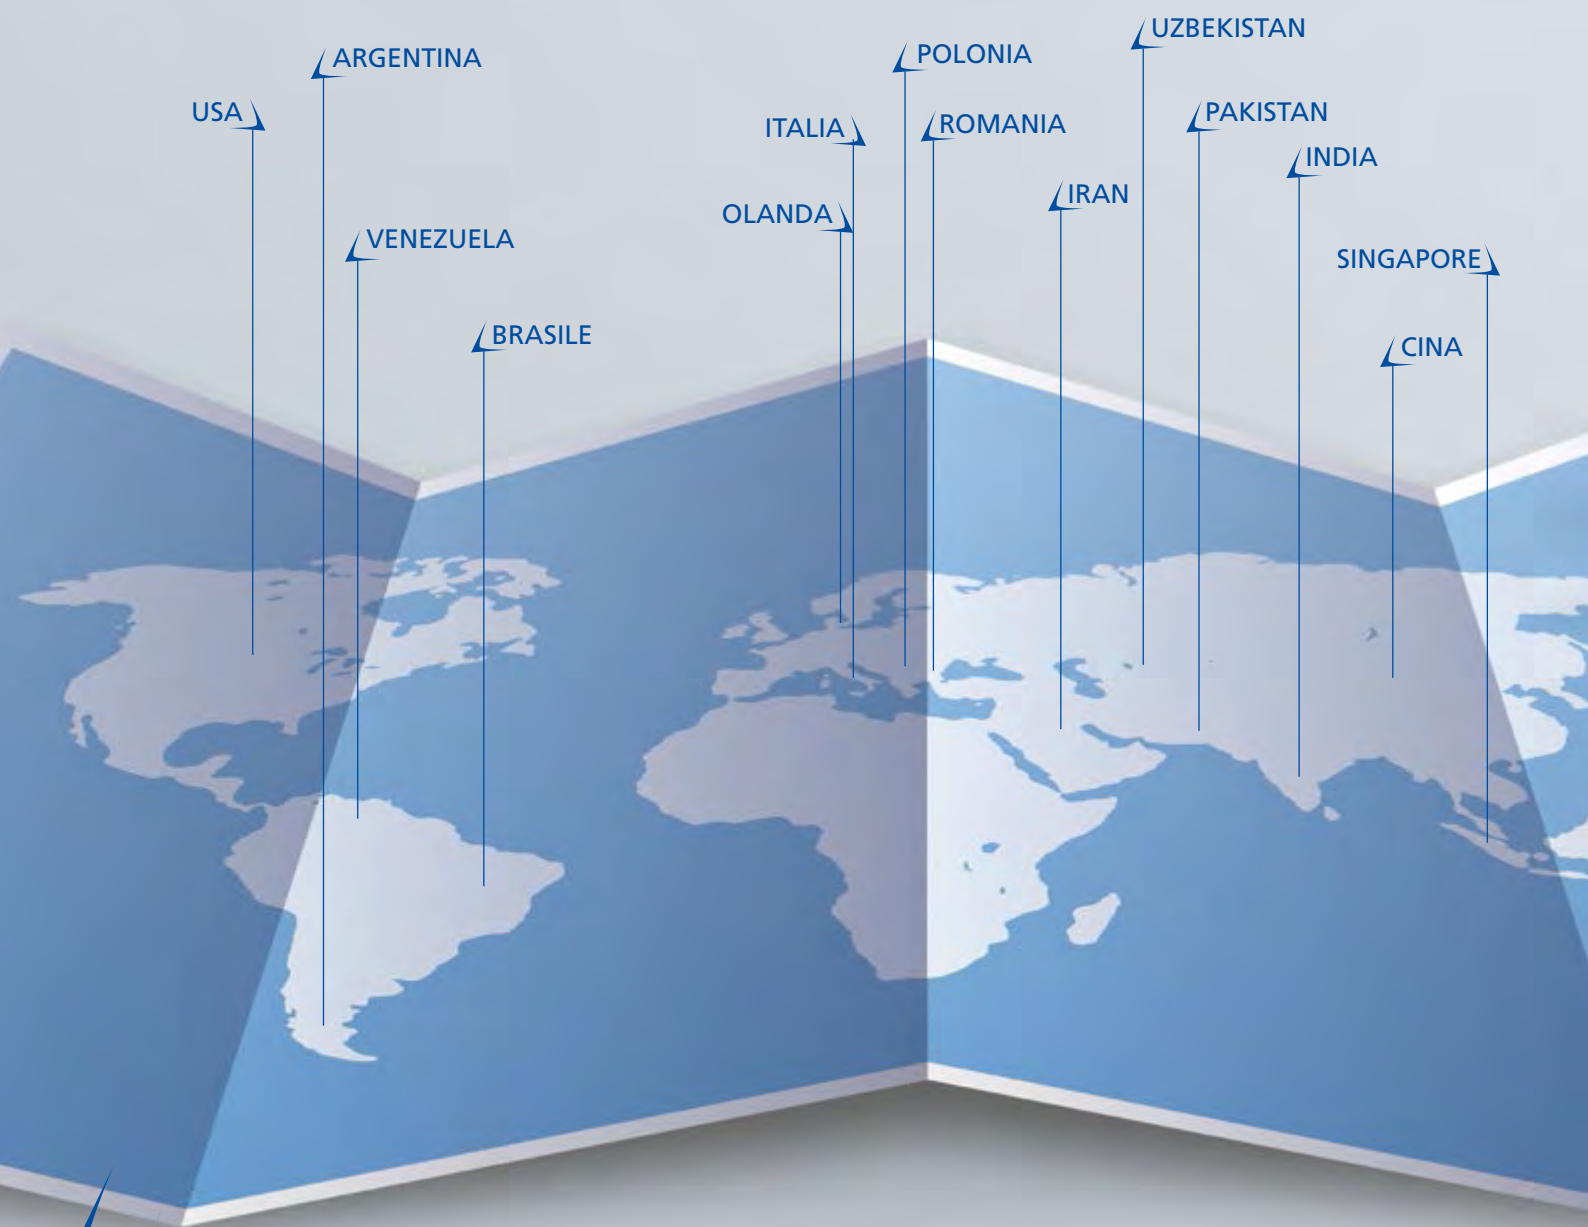 UZBEKISTAN
POLONIA
ARGENTINA
USA
PAKISTAN
ROMANIA
ITALIA
INDIA
IRAN
OLANDA
VENEZUELA
SINGAPORE
BRASILE
CINA